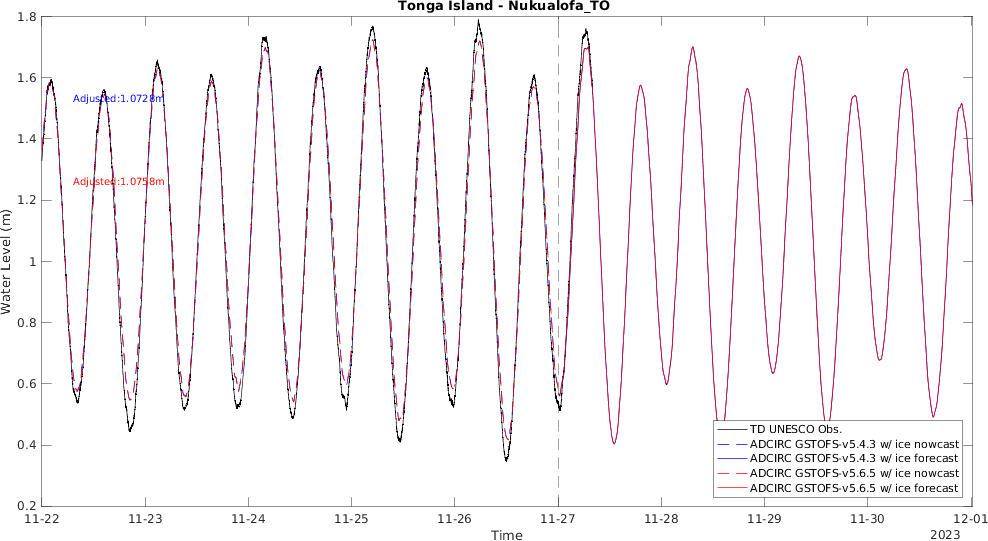 Tonga Island - Nukualofa_TO
1.8
1.6
1.4
1.2
1
0.8
0.6
0.4
0.2
Water Level (m)
Adjusted:1.0728m
Adjusted:1.0758m
TD UNESCO Obs.
ADCIRC GSTOFS-v5.4.3 w/ ice nowcast
ADCIRC GSTOFS-v5.4.3 w/ ice forecast
ADCIRC GSTOFS-v5.6.5 w/ ice nowcast
ADCIRC GSTOFS-v5.6.5 w/ ice forecast
11-22 11-23 11-24 11-25 11-26 11-27 11-28 11-29 11-30 12-01
Time
2023